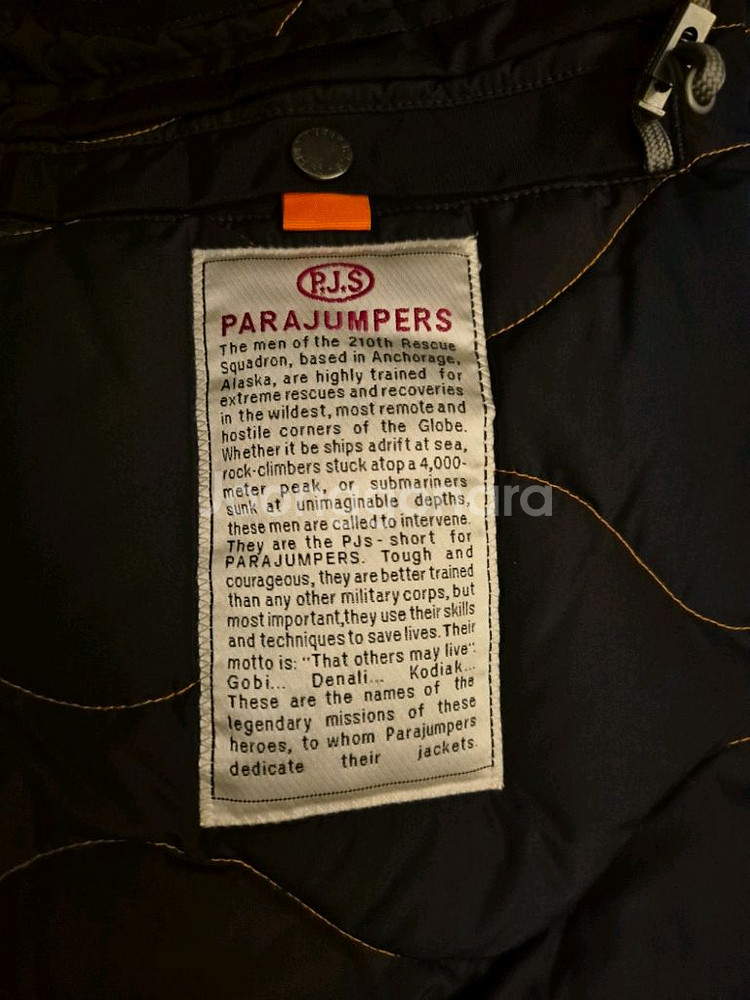 P.J.S
PARAJUMPERS
The men of the 210th Rescue
Squadron, based in Anchorage,
Alaska, are highly trained for
extreme rescues and recoveries
in the wildest, most remote and
hostile corners of the Globe.
Whether it be ships adrift at sea,
rock-climbers stuck atop a 4,000-
meter peak, or submariners
sunk at unimaginable depths,
these men are called to intervene.
They are the PJs - short for
PARAJUMPERS. Tough and
courageous, they are better trained
than any other military corps, but
most important,they use their skills
and techniques to save lives. Their
motto is: "That others may live".
Gobi... Denali... Kodiak...
These are the names of the
legendary missions of these
heroes, to whom Parajumpers
dedicate their jackets.